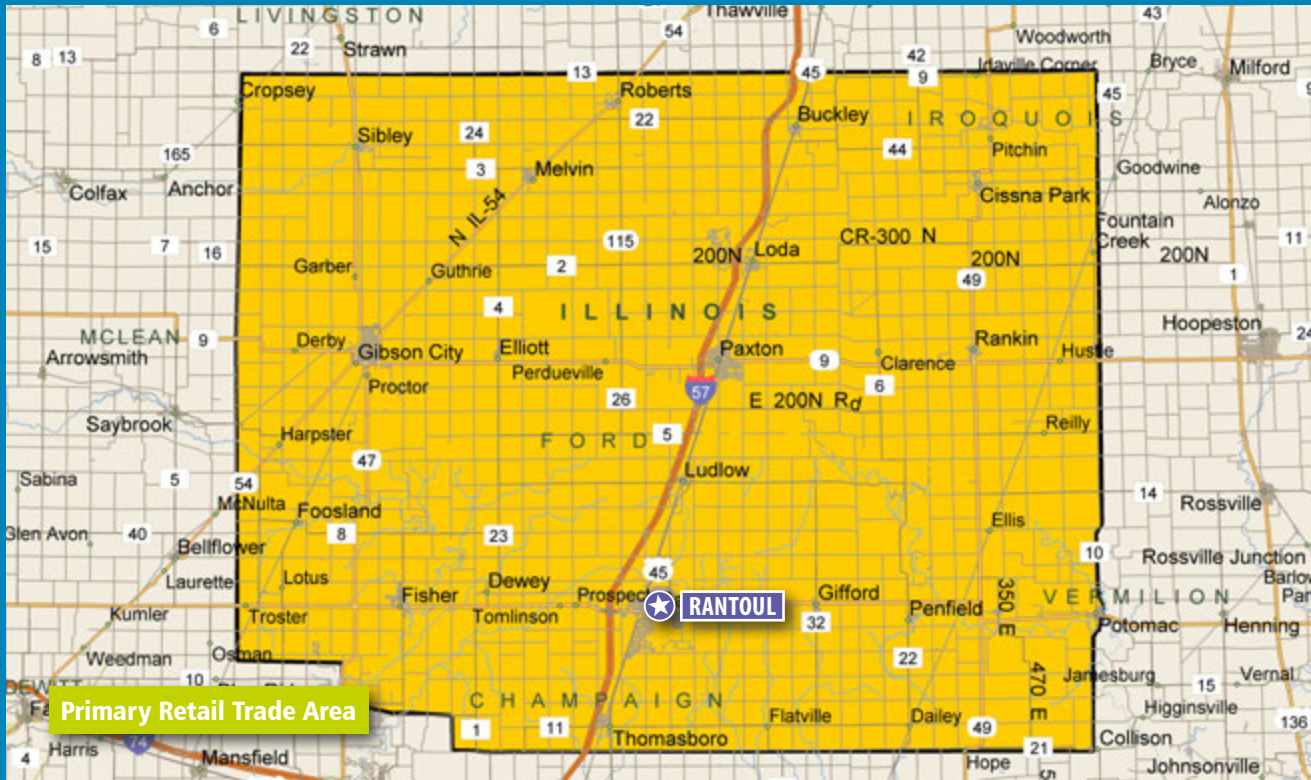 LIVINGSTON
Thawville
43
6
54
Woodworth
22
Strawn
42
8
13
13
45
9
Idaville Corner
Bryce
Milford
Cropsey
Roberts
45
22
Buckley
IROQUOIS
24
Sibley
44
Pitchin
165
3
Melvin
Goodwine
Colfax
Anchor
Cissna Park
Alonzo
N IL-54
Fountain
Creek
15
7
16
115
CR-300 N
11
200N
Loda
200N
200N
Garber
Guthrie
2
49
1
4
ILLINOIS
Hoopeston
24
MCLEAN
9
Derby
Gibson City
Elliott
Paxton
Rankin
Hustle
Arrowsmith
Perdueville
9
Clarence
Proctor
6
57
26
E 200N Rd
Saybrook
Reilly
Harpster
FORD
5
47
Ludlow
Sabina
5
54
14
McNulta
Foosland
Rossville
Glen Avon
40
8
23
Ellis
Bellflower
10
Rossville Junction
45
Laurette
Lotus
Dewey
Fisher
Prospect
RANTOUL
Gifford
350 E
VERMILION
Kumler
Troster
Tomlinson
32
Penfield
Potomac
Henning
Weedman
Osman
22
10
470 E
Jamesburg
Vernal
15
DEWITT
CHAMPAIGN
Primary Retail Trade Area
Higginsville
Flatville
Dailey
136
1
11
49
74
Thomasboro
Collison
4
Harris
Mansfield
21
Hope
Johnsonville
5